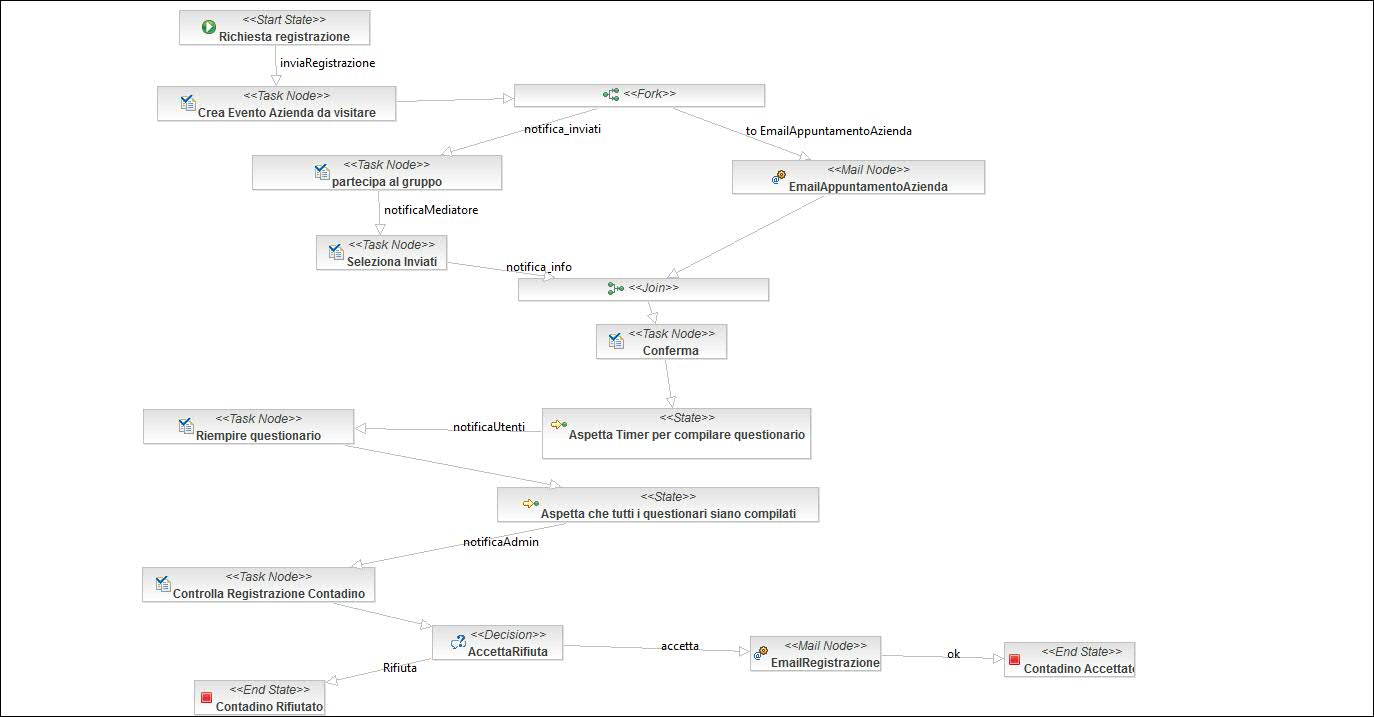 <<Start State>>
Richiesta registrazione
inviaRegistrazione
<<Task Node>>
Crea Evento Azienda da visitare
<<Fork>>
notifica_inviati
to EmailAppuntamentoAzienda
<<Task Node>>
partecipa al gruppo
<<Mail Node>>
EmailAppuntamentoAzienda
notificaMediatore
<<Task Node>>
Seleziona Inviati
notifica_info
<<Join>>
<<Task Node>>
Conferma
<<State>>
Aspetta Timer per compilare questionario
notificaUtenti
<<Task Node>>
Riempire questionario
<<State>>
Aspetta che tutti i questionari siano compilati
notificaAdmin
<<Task Node>>
Controlla Registrazione Contadino
<<Decision>>
AccettaRifiuta
accetta
<<Mail Node>>
EmailRegistrazione
ok
<<End State>>
Contadino Accettato
Rifiuta
<<End State>>
Contadino Rifiutato